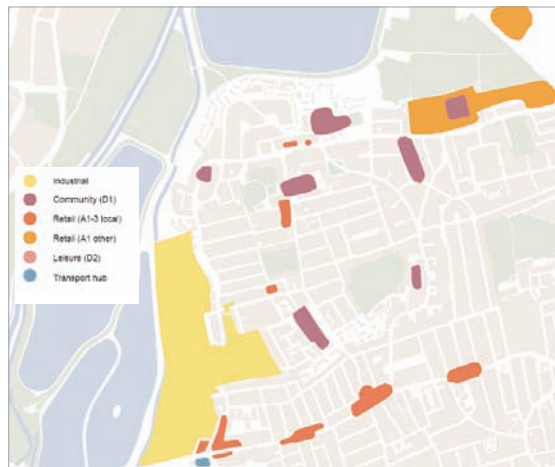 Industrial
Community (D1)
Retail (A1-3 local)
Retail (A1 other)
Leisure (D2)
Transport hub